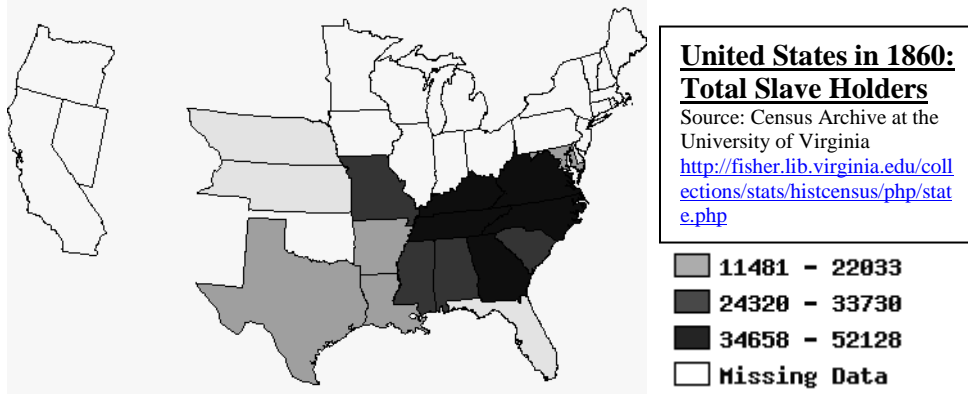 United States in 1860:
Total Slave Holders
Source: Census Archive at the
University of Virginia
http://fisher.lib.virginia.edu/coll
ections/stats/histcensus/php/stat
e.php
11481 - 22033
24320 - 33730
34658 - 52128
Missing Data